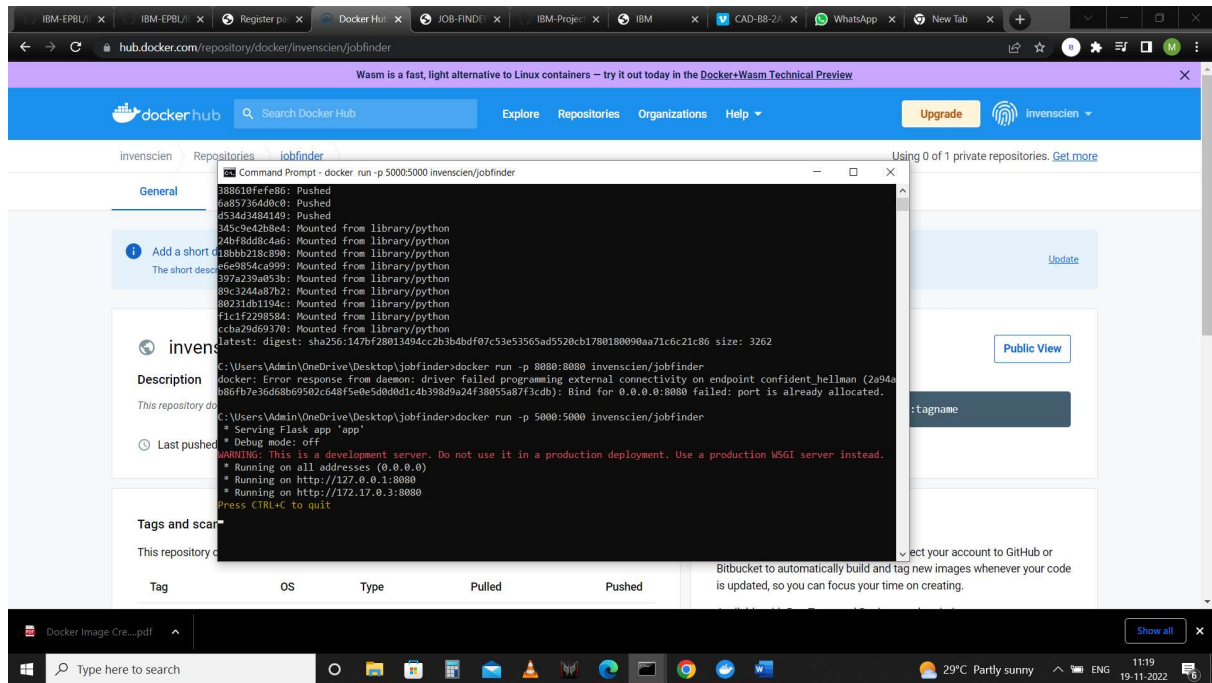 IBM-EPBL/I
IBM-EPBL/
Register pa
Docker Hub
JOB-FINDE
IBM-Project
IBM
CAD-B8-2A
WhatsApp
New Tab
hub.docker.com/repository/docker/invenscien/jobfinder
M
Wasm is a fast, light alternative to Linux containers — try it out today in the Docker+Wasm Technical Preview
dockerhub
Search Docker Hub
Explore
Repositories
Organizations
Help
Upgrade
invenscien
invenscien
Repositories
jobfinder
Using 0 of 1 private repositories. Get more
General
Command Prompt - docker run -p 5000:5000 invenscien/jobfinder
388610fefe86: Pushed
6a857364d0c0: Pushed
d534d3484149: Pushed
345c9e42b8e4: Mounted from library/python
24bf8dd8c4a6: Mounted from library/python
18bbb218c890: Mounted from library/python
e6e9854ca999: Mounted from library/python
397a239a053b: Mounted from library/python
89c3244a87b2: Mounted from library/python
80231db1194c: Mounted from library/python
f1c1f2298584: Mounted from library/python
ccba29d69370: Mounted from library/python
latest: digest: sha256:147bf28013494cc2b3b4bdf07c53e53565ad5520cb1780180090aa71c6c21c86 size: 3262
C:\Users\Admin\OneDrive\Desktop\jobfinder>docker run -p 8080:8080 invenscien/jobfinder
docker: Error response from daemon: driver failed programming external connectivity on endpoint confident_hellman (2a94a
b86fb7e36d68b69502c648f5e0e5d0d0d1c4b398d9a24f38055a87f3cdb): Bind for 0.0.0.0:8080 failed: port is already allocated.
C:\Users\Admin\OneDrive\Desktop\jobfinder>docker run -p 5000:5000 invenscien/jobfinder
* Serving Flask app 'app'
* Debug mode: off
WARNING: This is a development server. Do not use it in a production deployment. Use a production WSGI server instead.
* Running on all addresses (0.0.0.0)
* Running on http://127.0.0.1:8080
* Running on http://172.17.0.3:8080
Press CTRL+C to quit
Add a short d
The short descr
Update
invens
Public View
Description
This repository do
:tagname
Last pushed
Tags and scan
This repository c
ect your account to GitHub or
Bitbucket to automatically build and tag new images whenever your code
is updated, so you can focus your time on creating.
Tag
OS
Type
Pulled
Pushed
Docker Image Cre....pdf
Show all
Type here to search
29°C Partly sunny
ENG
11:19
19-11-2022
6